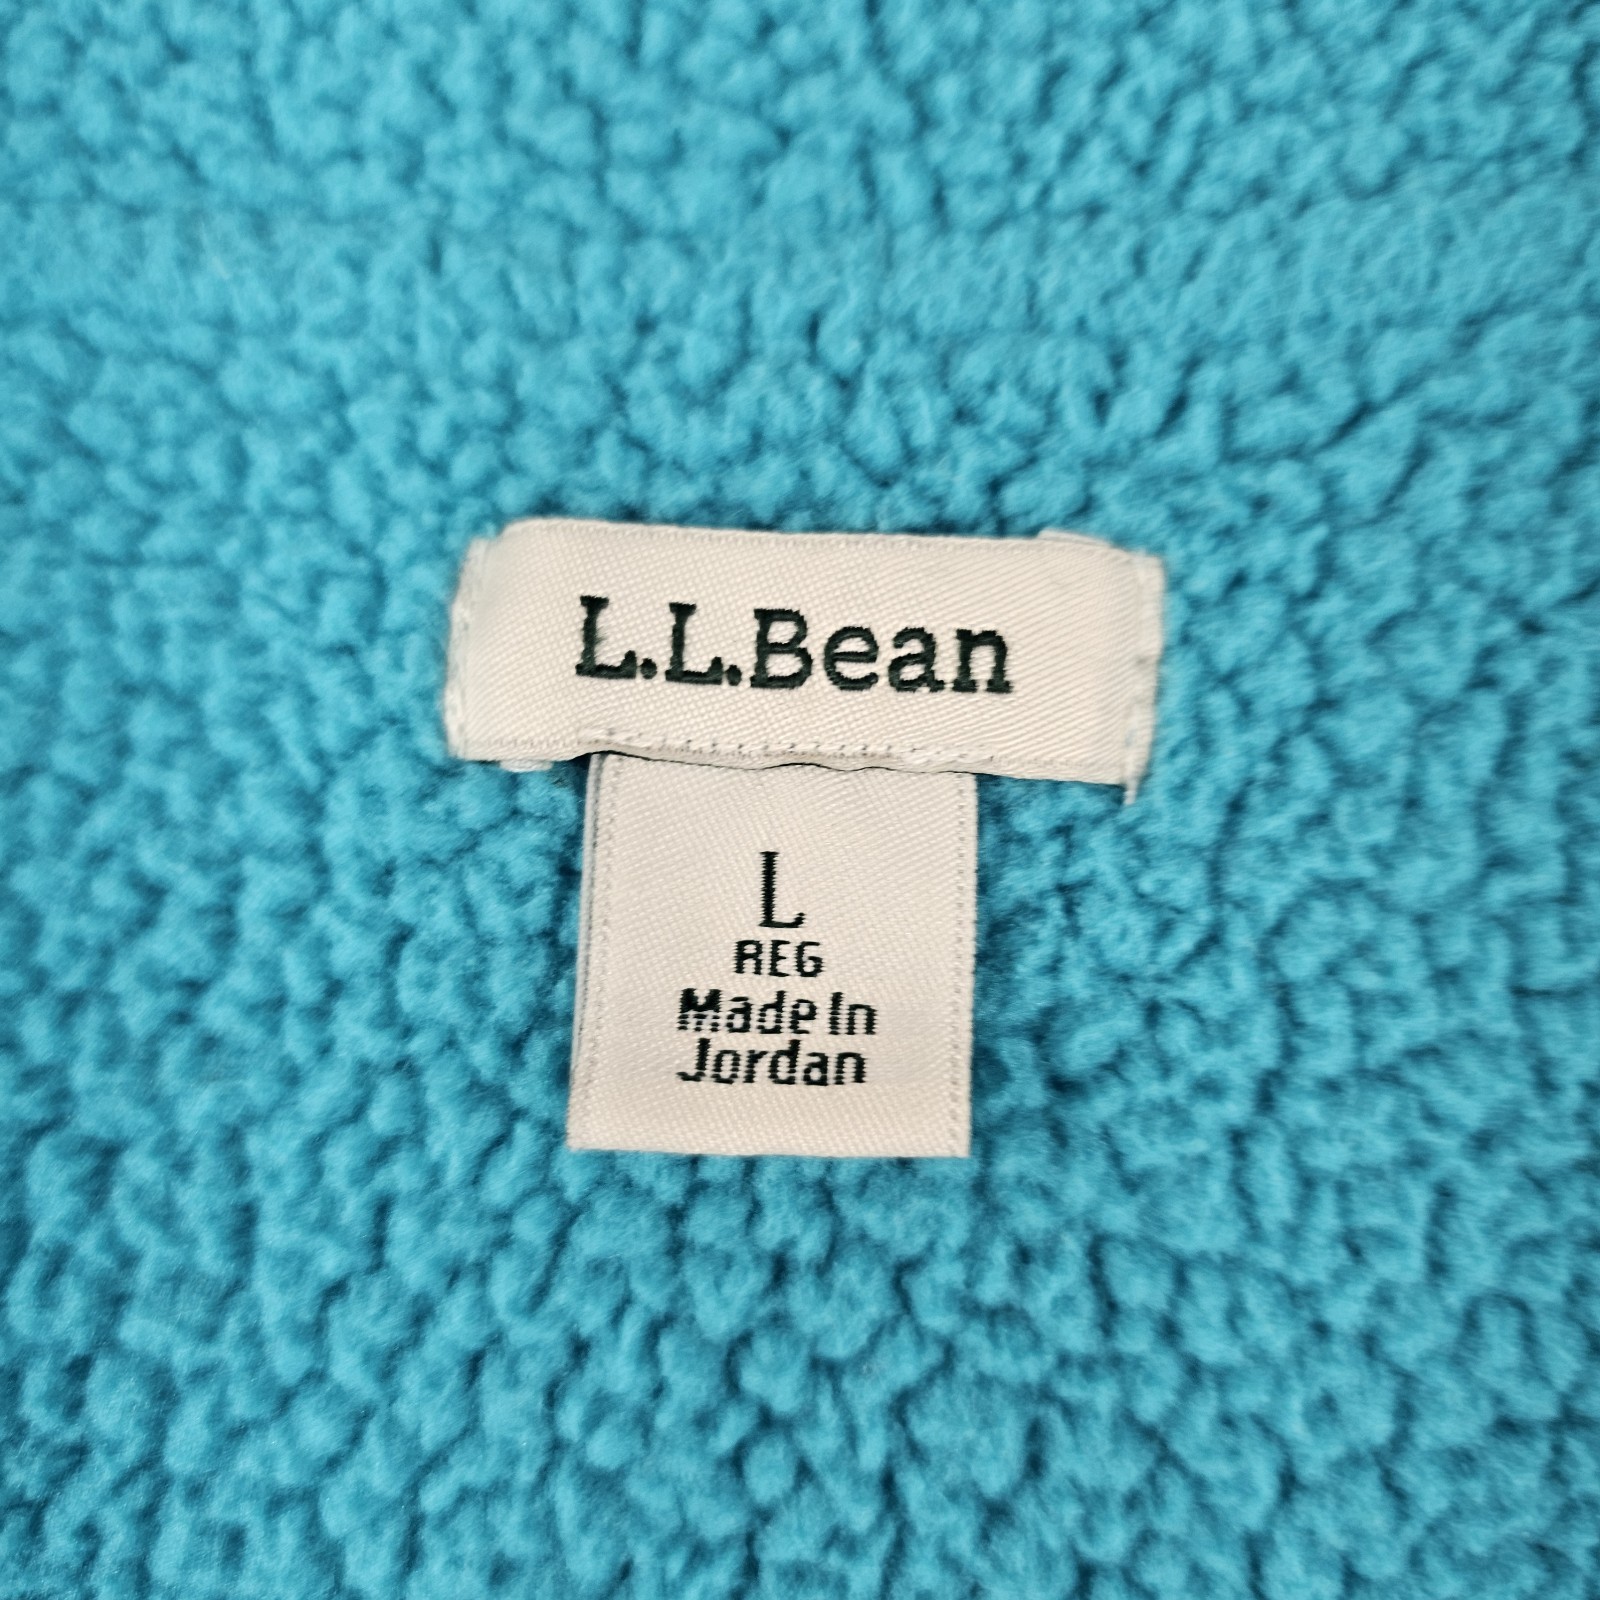 L.L.Bean
L
REG
Made In
Jordan